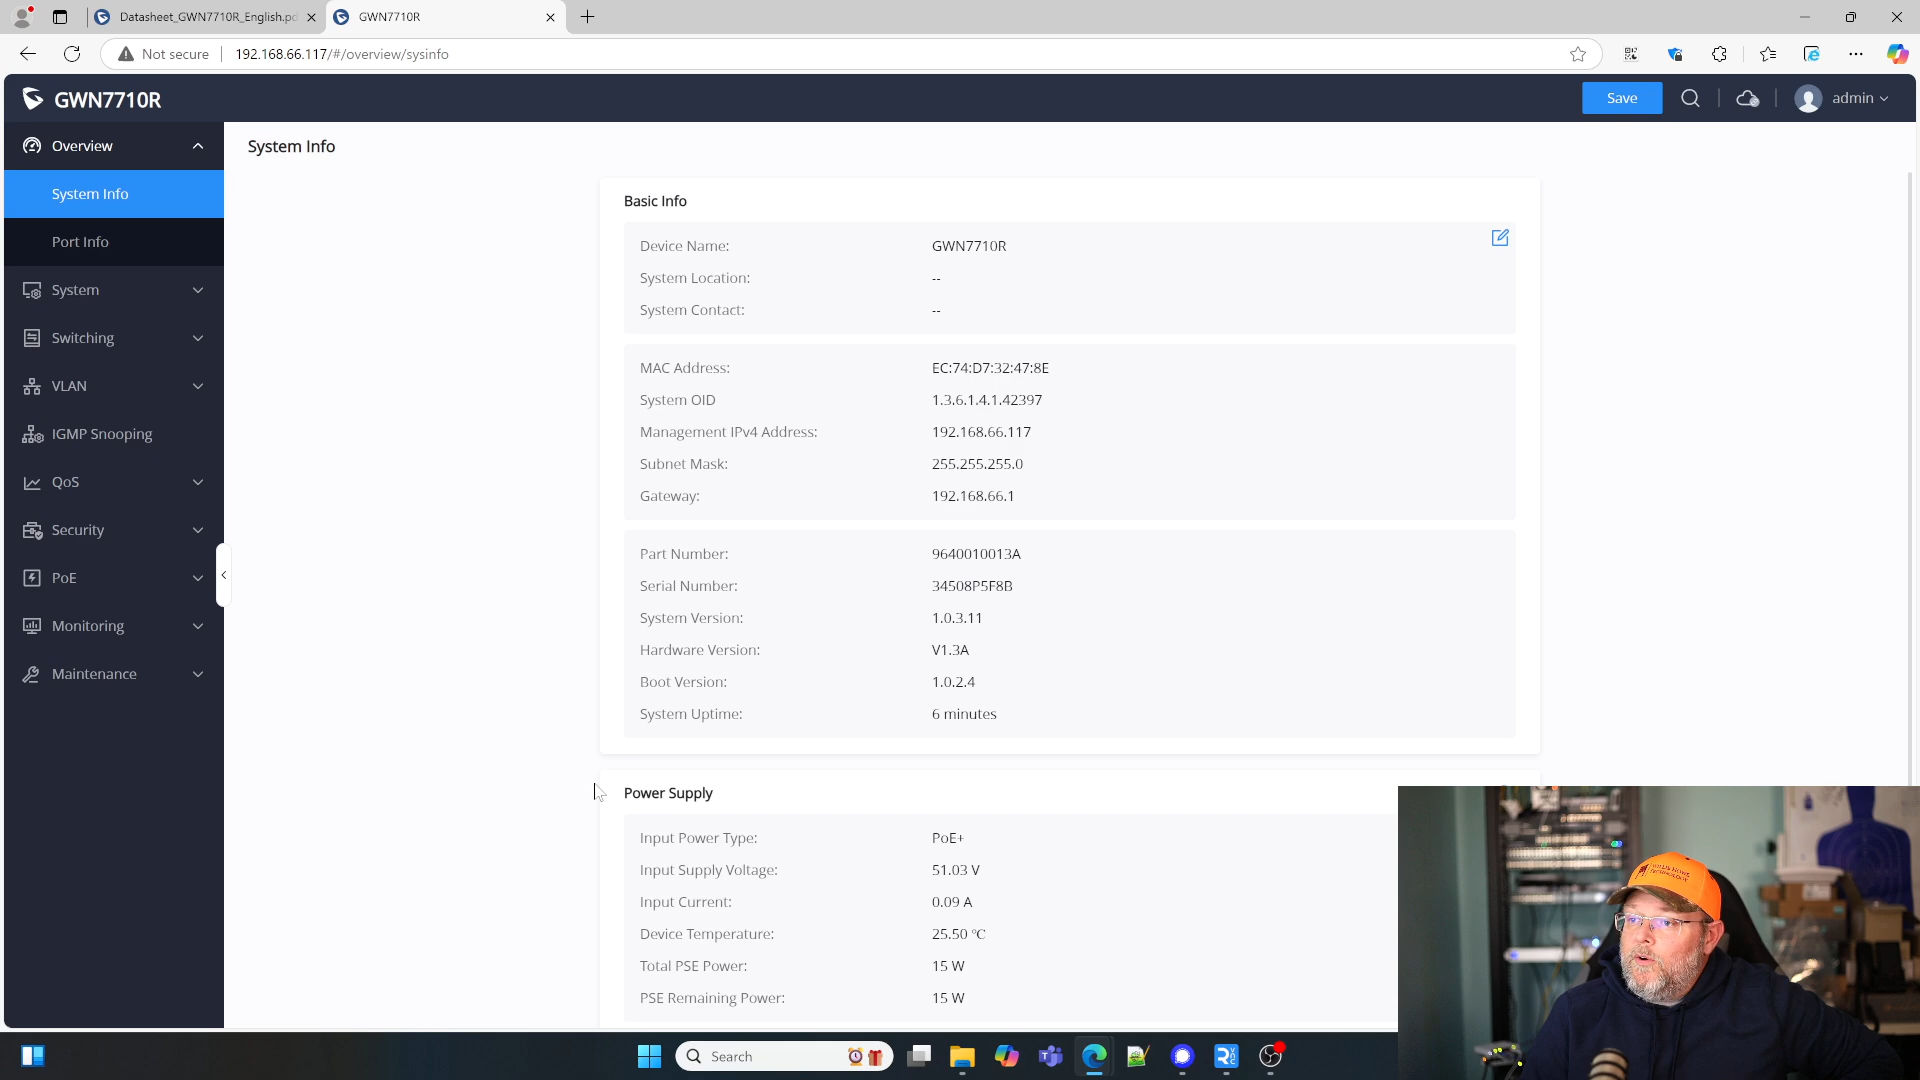 Datasheet_GWN7710R_English.pd
GWN7710R
Not secure
192.168.66.117/#/overview/sysinfo
GWN7710R
Save
admin
Overview
System Info
Port Info
System
Switching
VLAN
IGMP Snooping
QoS
Security
PoE
Monitoring
Maintenance
System Info
Basic Info
Device Name: GWN7710R
System Location: --
System Contact: --
MAC Address: EC:74:D7:32:47:8E
System OID 1.3.6.1.4.1.42397
Management IPv4 Address: 192.168.66.117
Subnet Mask: 255.255.255.0
Gateway: 192.168.66.1
Part Number: 9640010013A
Serial Number: 34508P5F8B
System Version: 1.0.3.11
Hardware Version: V1.3A
Boot Version: 1.0.2.4
System Uptime: 6 minutes
Power Supply
Input Power Type: PoE+
Input Supply Voltage: 51.03 V
Input Current: 0.09 A
Device Temperature: 25.50 ℃
Total PSE Power: 15 W
PSE Remaining Power: 15 W
Search